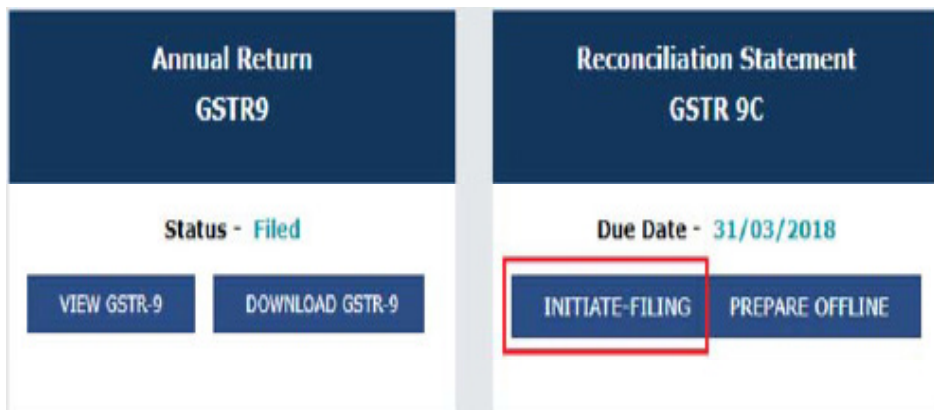 Annual Return
GSTR9
Status - Filed
VIEW GSTR-9
DOWNLOAD GSTR-9
Reconciliation Statement
GSTR 9C
Due Date - 31/03/2018
INITIATE-FILING
PREPARE OFFLINE